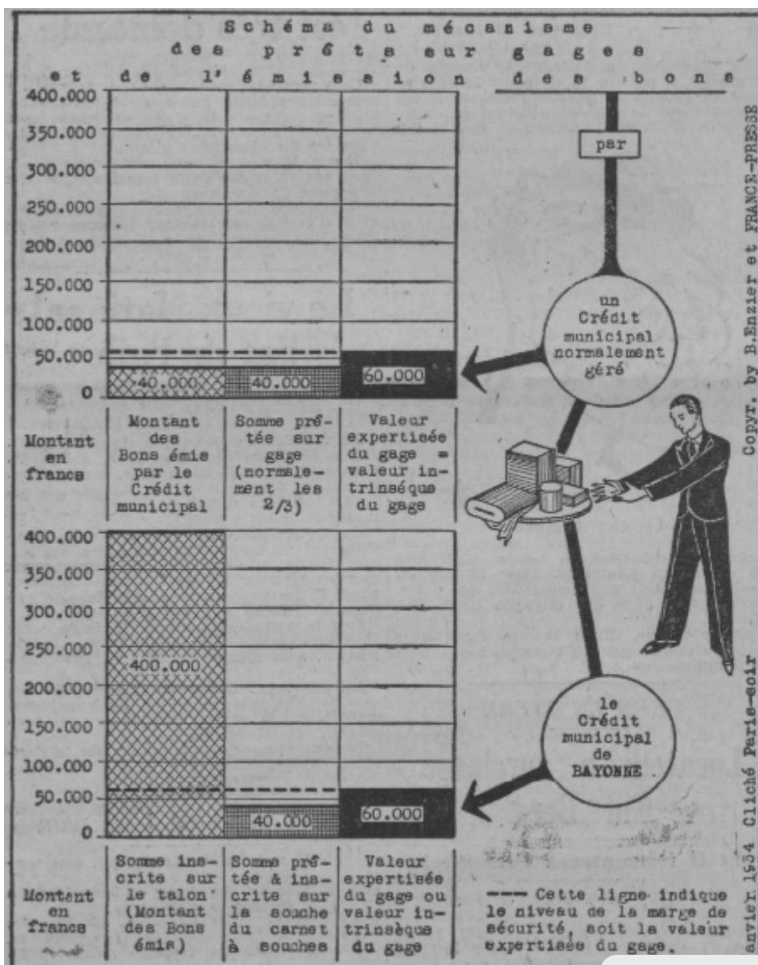 Schéma du mécanisme
des prêts sur gages
et de l'émission des bons
400.000
350.000
300.000
250.000
200.000
150.000
100.000
50.000
0
40.000
40.000
60.000
Montant
en
francs
Montant
des
Bons émis
par le
Crédit
municipal
Somme prê-
tée sur
gage
(normale-
ment les
2/3)
Valeur
expertisée
du gage =
valeur in-
trinséque
du gage
par
un
Crédit
municipal
normalement
géré
400.000
350.000
300.000
250.000
200.000
150.000
100.000
50.000
0
400.000
40.000
60.000
Montant
en
francs
Somme ins-
crite sur
le talon
(Montant
des Bons
émis)
Somme prê-
tée & ins-
crite sur
la souche
du carnet
à souches
Valeur
expertisée
du gage ou
valeur in-
trinsèque
du gage
le
Crédit
municipal
de
BAYONNE
Cette ligne indique
le niveau de la marge de
sécurité, soit la valeur
expertisée du gage.
Copyr. by B.Enzier et FRANCE-PRESSE
anvier 1934 Cliché Paris-soir